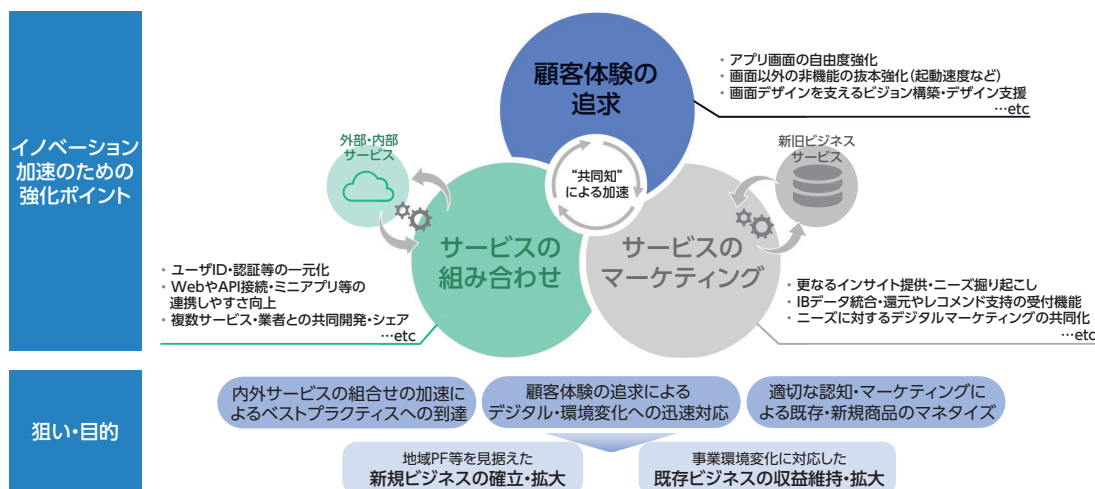 イノベーション
加速のための
強化ポイント
顧客体験の
追求
・ アプリ画面の自由度強化
・ 画面以外の非機能の抜本強化（起動速度など）
・ 画面デザインを支えるビジョン構築・デザイン支援
…etc
外部・内部
サービス
“共同知”
による加速
新旧ビジネス
サービス
サービスの
組み合わせ
サービスの
マーケティング
・ ユーザID・認証等の一元化
・ WebやAPI接続・ミニアプリ等の
連携しやすさ向上
・ 複数サービス・業者との共同開発・シェア
…etc
・ 更なるインサイト提供・ニーズ掘り起こし
・ IBデータ統合・還元やレコメンド支持の受付機能
・ ニーズに対するデジタルマーケティングの共同化
…etc
狙い・目的
内外サービスの組合せの加速に
よるベストプラクティスへの到達
顧客体験の追求による
デジタル・環境変化への迅速対応
適切な認知・マーケティングに
よる既存・新規商品のマネタイズ
地域PF等を見据えた
新規ビジネスの確立・拡大
事業環境変化に対応した
既存ビジネスの収益維持・拡大